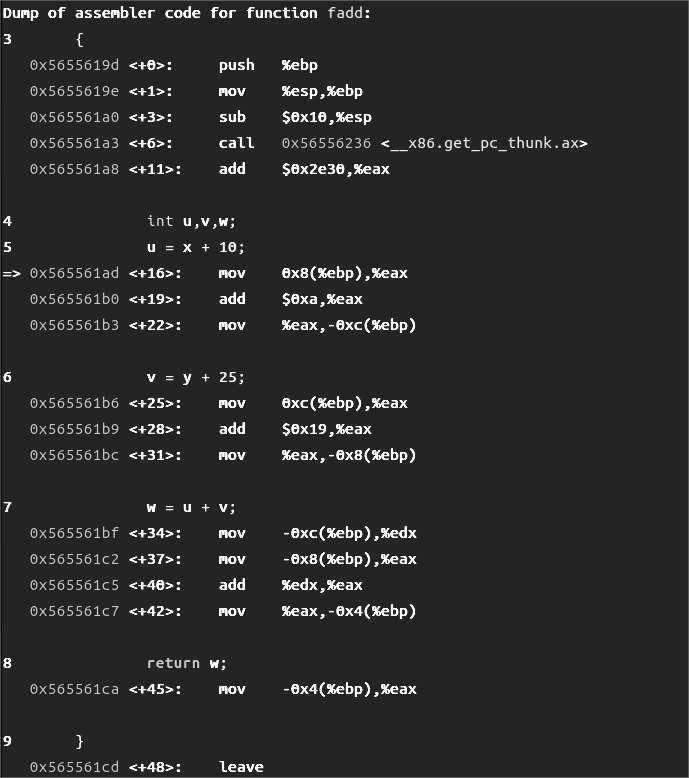 Dump of assembler code for function fadd:
3 {
0x5655619d <+0>: push %ebp
0x5655619e <+1>: mov %esp,%ebp
0x565561a0 <+3>: sub $0x10,%esp
0x565561a3 <+6>: call 0x56556236 <__x86.get_pc_thunk.ax>
0x565561a8 <+11>: add $0x2e30,%eax
4 int u,v,w;
5 u = x + 10;
=> 0x565561ad <+16>: mov 0x8(%ebp),%eax
0x565561b0 <+19>: add $0xa,%eax
0x565561b3 <+22>: mov %eax,-0xc(%ebp)
6 v = y + 25;
0x565561b6 <+25>: mov 0xc(%ebp),%eax
0x565561b9 <+28>: add $0x19,%eax
0x565561bc <+31>: mov %eax,-0x8(%ebp)
7 w = u + v;
0x565561bf <+34>: mov -0xc(%ebp),%edx
0x565561c2 <+37>: mov -0x8(%ebp),%eax
0x565561c5 <+40>: add %edx,%eax
0x565561c7 <+42>: mov %eax,-0x4(%ebp)
8 return w;
0x565561ca <+45>: mov -0x4(%ebp),%eax
9 }
0x565561cd <+48>: leave